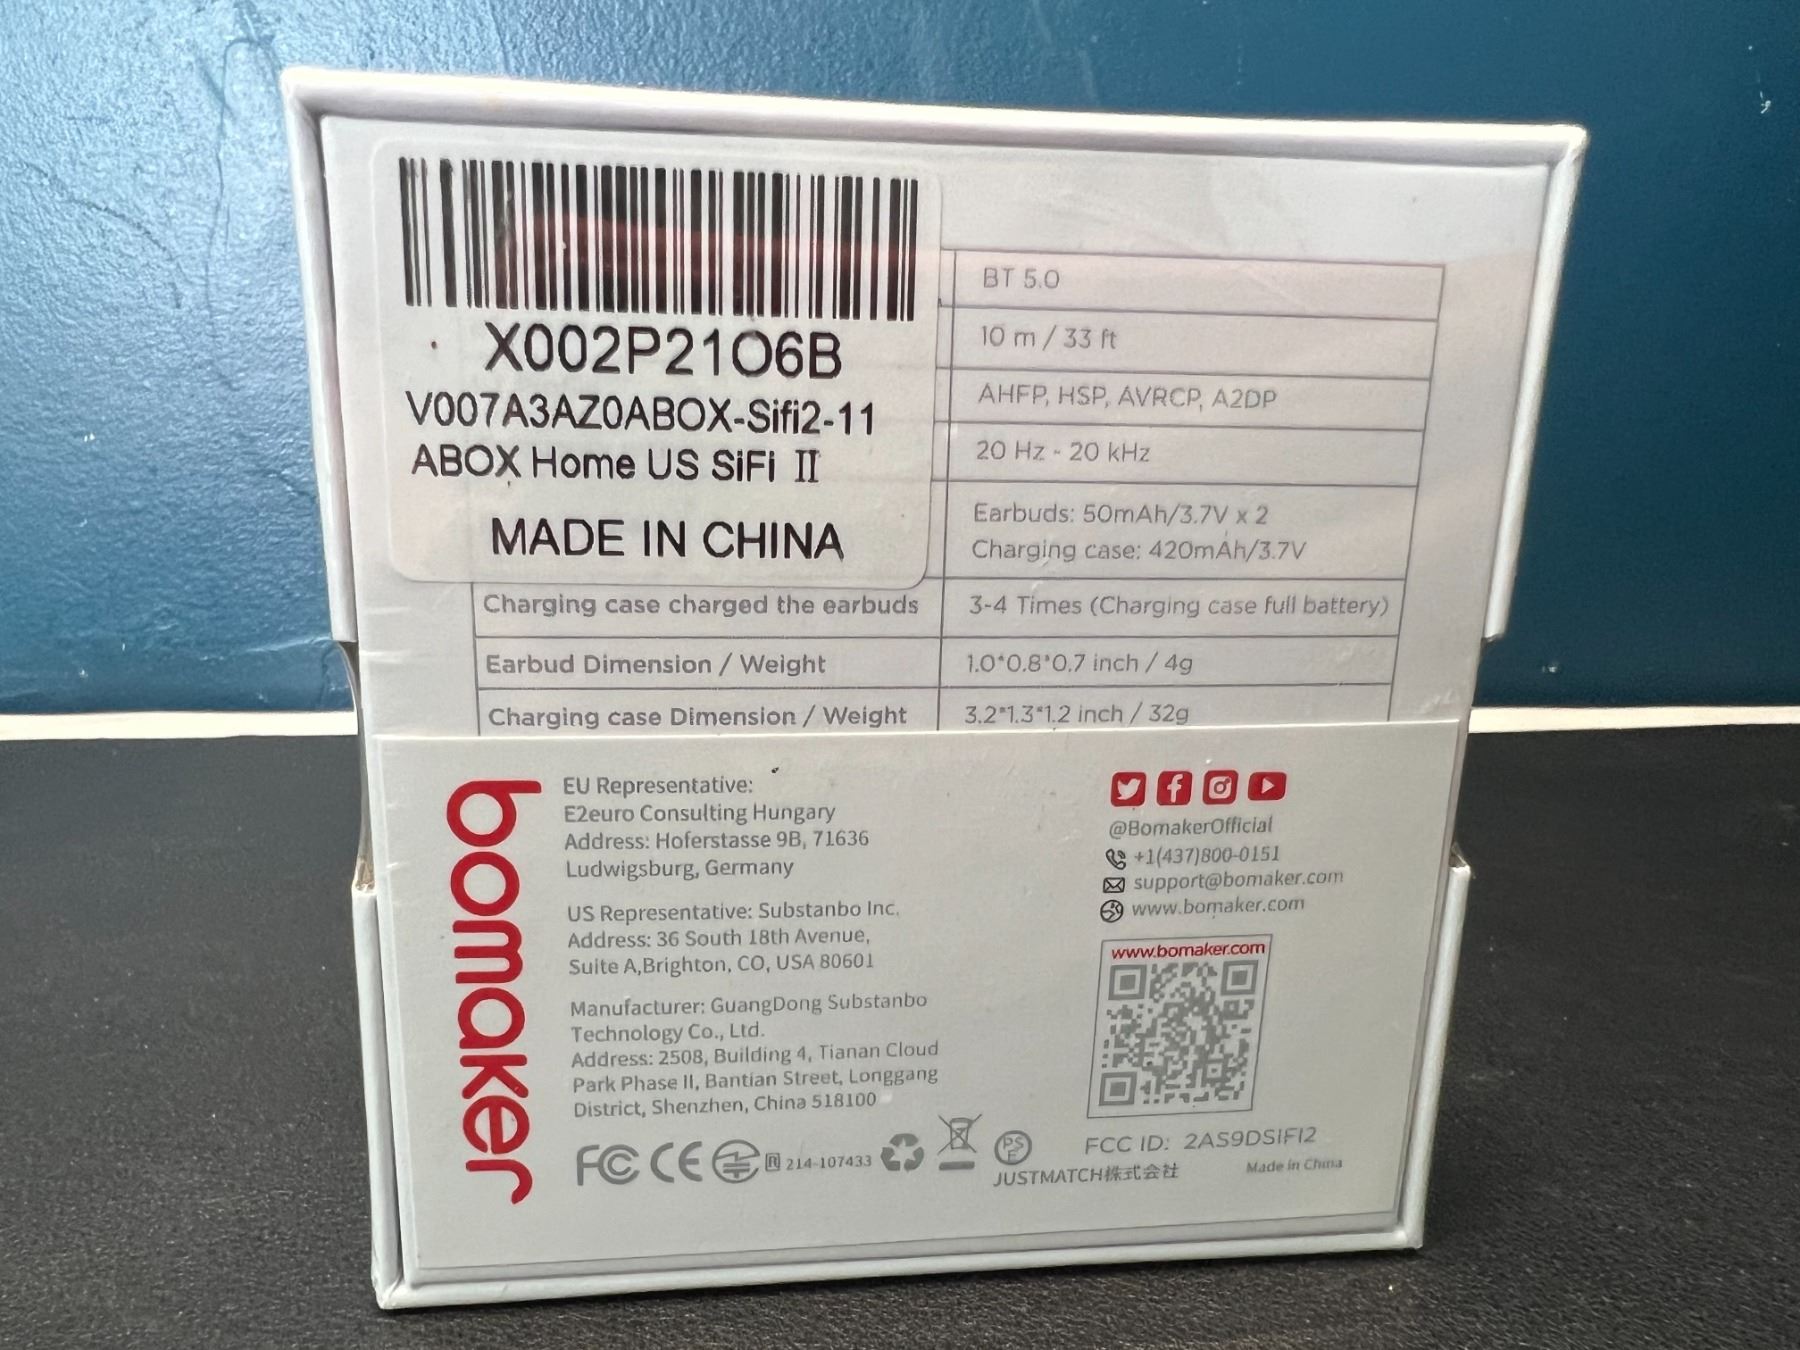 X002P21O6B
V007A3AZ0ABOX-Sifi2-11
ABOX Home US SiFi II
MADE IN CHINA
BT 5.0
10 m / 33 ft
AHFP, HSP, AVRCP, A2DP
20 Hz - 20 kHz
Earbuds: 50mAh/3.7V x 2
Charging case: 420mAh/3.7V
Charging case charged the earbuds 3-4 Times (Charging case full battery)
Earbud Dimension / Weight 1.0*0.8*0.7 inch / 4g
Charging case Dimension / Weight 3.2*1.3*1.2 inch / 32g
bomaker
EU Representative:
E2euro Consulting Hungary
Address: Hoferstasse 9B, 71636
Ludwigsburg, Germany
US Representative: Substanbo Inc.
Address: 36 South 18th Avenue,
Suite A,Brighton, CO, USA 80601
Manufacturer: GuangDong Substanbo
Technology Co., Ltd.
Address: 2508, Building 4, Tianan Cloud
Park Phase II, Bantian Street, Longgang
District, Shenzhen, China 518100
FC CE R 214-107433
PSE
JUSTMATCH株式会社
@BomakerOfficial
+1(437)800-0151
support@bomaker.com
www.bomaker.com
www.bomaker.com
FCC ID: 2AS9DSIFI2
Made in China